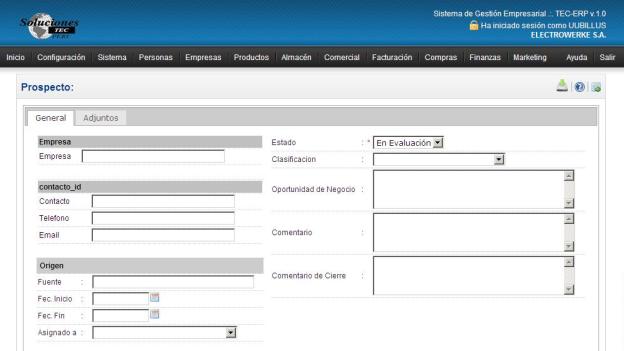 Soluciones
TEC
PERU
Sistema de Gestión Empresarial .:. TEC-ERP v.1.0
Ha iniciado sesión como UUBILLUS
ELECTROWERKE S.A.
Inicio Configuración Sistema Personas Empresas Productos Almacén Comercial Facturación Compras Finanzas Marketing Ayuda Salir
Prospecto:
General Adjuntos
Empresa
Empresa
contacto_id
Contacto
Telefono
Email
Origen
Fuente :
Fec. Inicio :
Fec. Fin :
Asignado a :
Estado : * En Evaluación
Clasificacion :
Oportunidad de Negocio :
Comentario :
Comentario de Cierre :